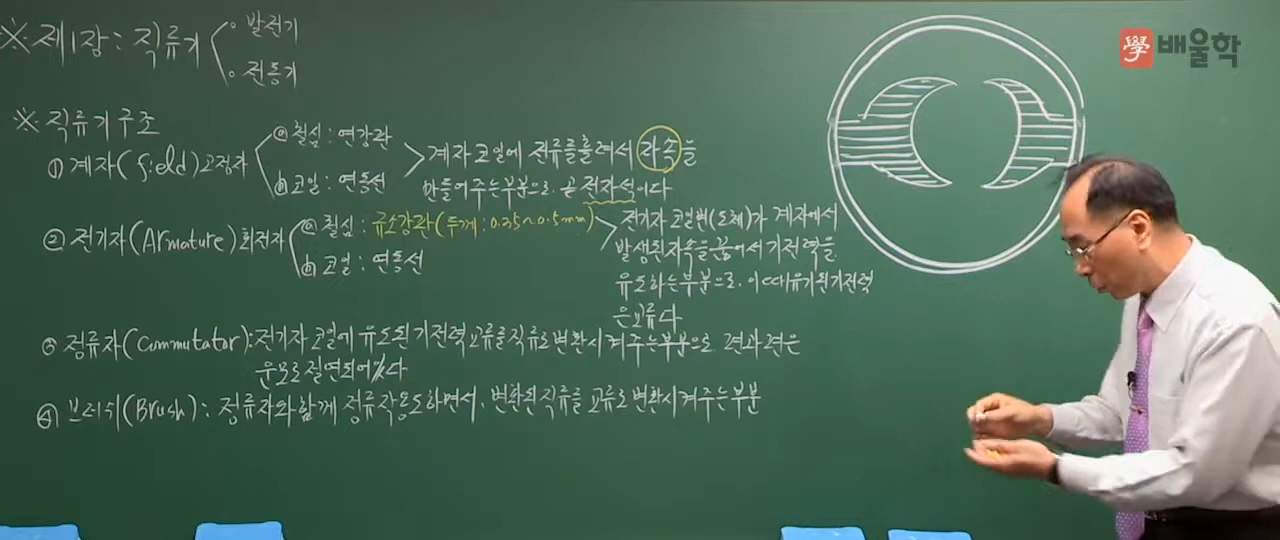 ※ 제1장 : 직류기
◦ 발전기
◦ 전동기
學 배울학
※ 직류기 구조
① 계자(field)고정자
ⓐ 철심 : 연강판
ⓑ 코일 : 연동선
계자 코일에 전류를 흘려서 자속을
만들어주는부분으로. 곧 전자석이다
② 전기자(Armature)회전자
ⓐ 철심 : 규소강판(두께 : 0.35~0.5mm)
ⓑ 코일 : 연동선
전기자 코일변(도체)가 계자에서
발생된자속을 끊어서 기전력을
유도하는부분으로. 이때유기된기전력
은교류다
③ 정류자(Commutator):전기자 코일에 유도된 기전력 교류를 직류로 변환시켜주는부분으로 편과 편은
운모로 절연되어있다
④ 브러쉬(Brush) : 정류자와 함께 정류작용도하면서, 변환된직류를 교류로 변환시켜주는부분